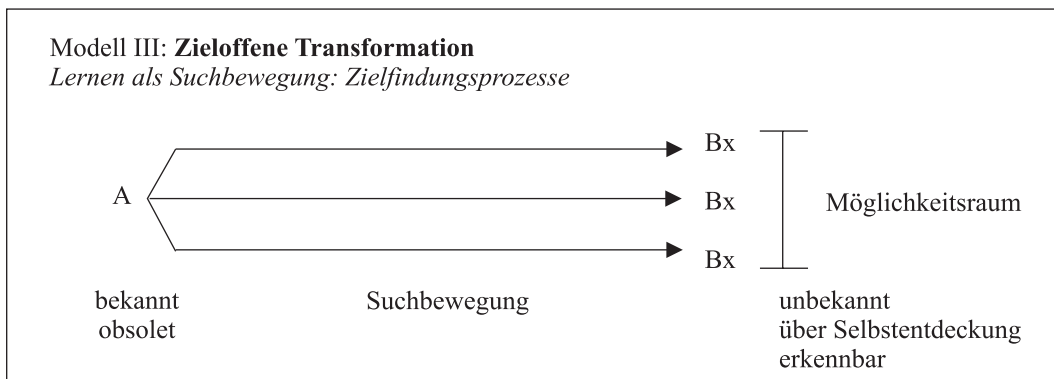 Modell III: Zieloffene Transformation
Lernen als Suchbewegung: Zielfindungsprozesse
Bx
A
Bx
Möglichkeitsraum
Bx
bekannt
obsolet
Suchbewegung
unbekannt
über Selbstentdeckung
erkennbar